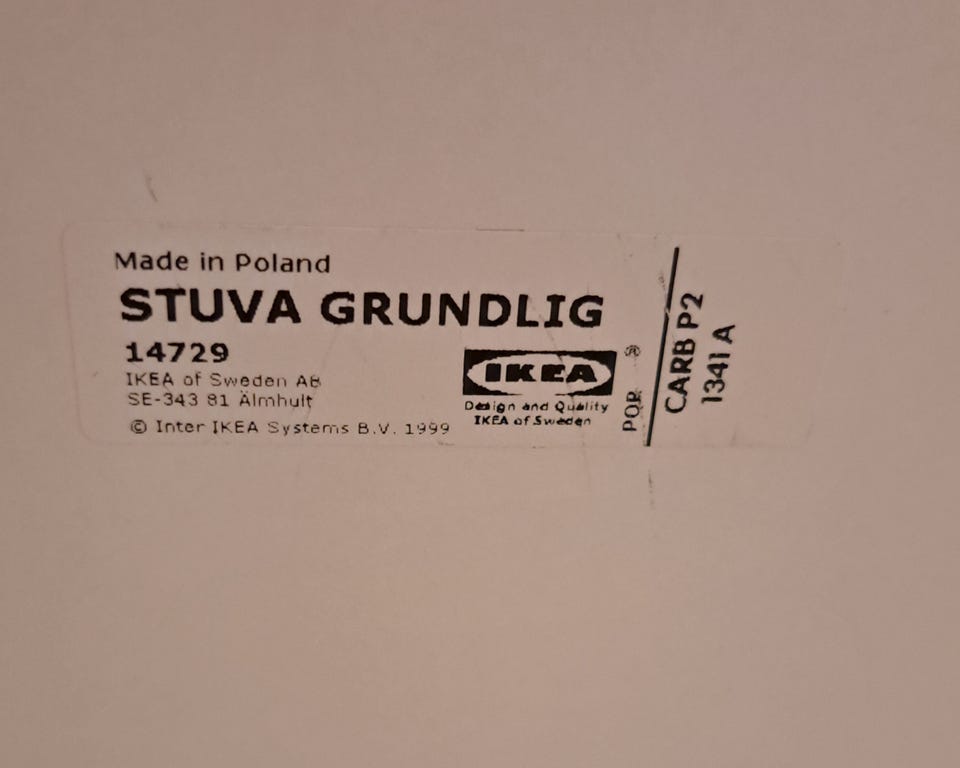 Made in Poland
STUVA GRUNDLIG
14729
IKEA of Sweden AB
SE-343 81 Älmhult
© Inter IKEA Systems B.V. 1999
IKEA ®
Design and Quality
IKEA of Sweden
PQP
CARB P2
1341 A